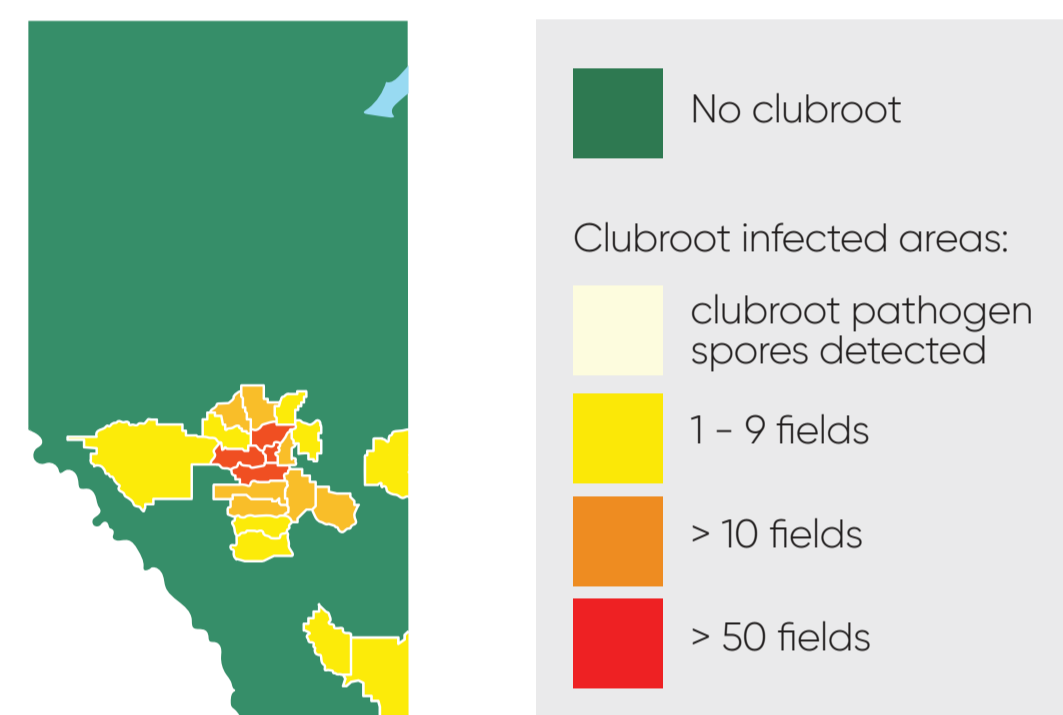 No clubroot
Clubroot infected areas:
clubroot pathogen
spores detected
1 - 9 fields
> 10 fields
> 50 fields